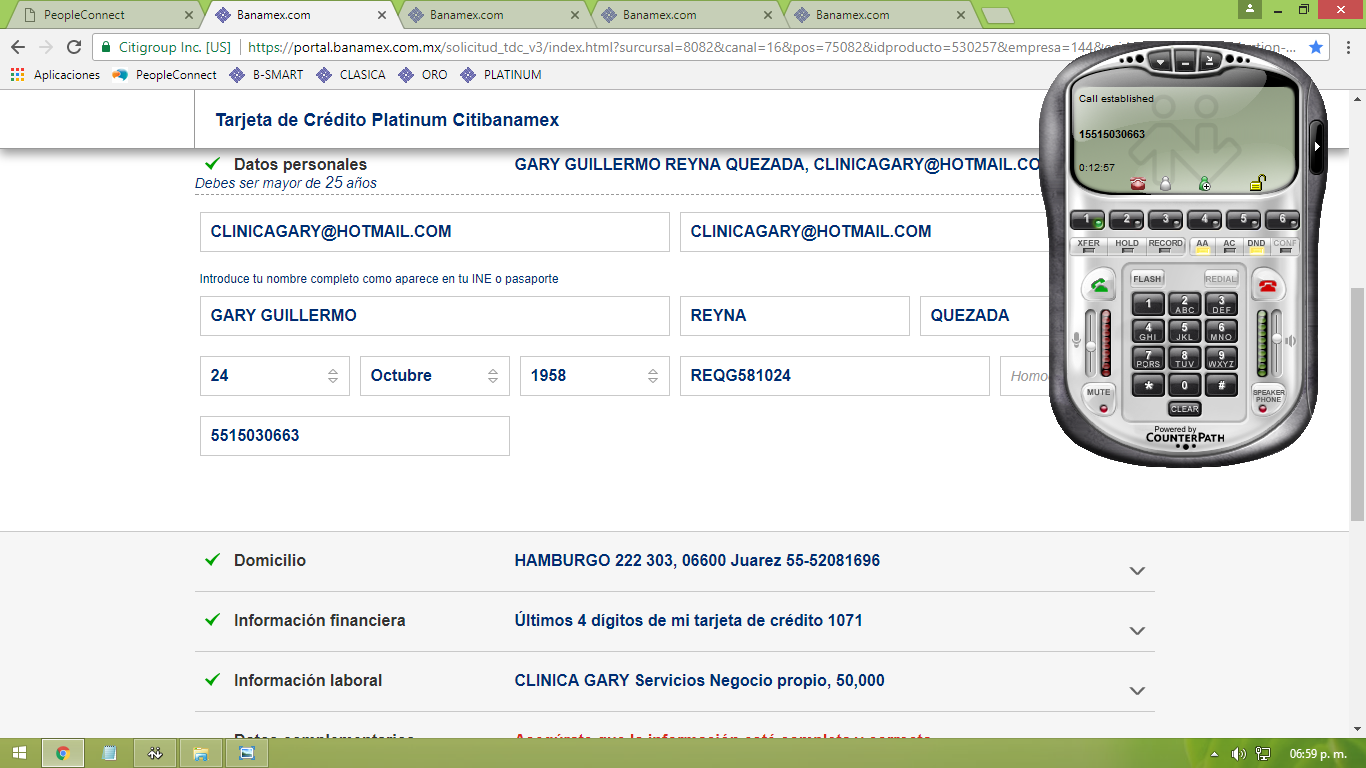 PeopleConnect
Banamex.com
Banamex.com
Banamex.com
Banamex.com
Citigroup Inc. [US]
https://portal.banamex.com.mx/solicitud_tdc_v3/index.html?sucursal=8082&canal=16&pos=75082&idproducto=530257&empresa=144&
Aplicaciones PeopleConnect B-SMART CLASICA ORO PLATINUM
Tarjeta de Crédito Platinum Citibanamex
Datos personales
GARY GUILLERMO REYNA QUEZADA, CLINICAGARY@HOTMAIL.CO
Debes ser mayor de 25 años
CLINICAGARY@HOTMAIL.COM
CLINICAGARY@HOTMAIL.COM
Introduce tu nombre completo como aparece en tu INE o pasaporte
GARY GUILLERMO
REYNA
QUEZADA
24
Octubre
1958
REQG581024
5515030663
Domicilio
HAMBURGO 222 303, 06600 Juarez 55-52081696
Información financiera
Últimos 4 dígitos de mi tarjeta de crédito 1071
Información laboral
CLINICA GARY Servicios Negocio propio, 50,000
Datos complementarios
Asegúrate que la información está completa y correcta
Call established
15515030663
0:12:57
1 2 3 4 5 6
XFER HOLD RECORD AA AC DND CONF
FLASH REDIAL
1 2 ABC 3 DEF
4 GHI 5 JKL 6 MNO
7 PQRS 8 TUV 9 WXYZ
* 0 #
MUTE
SPEAKER
PHONE
CLEAR
Powered by
COUNTERPATH
06:59 p. m.